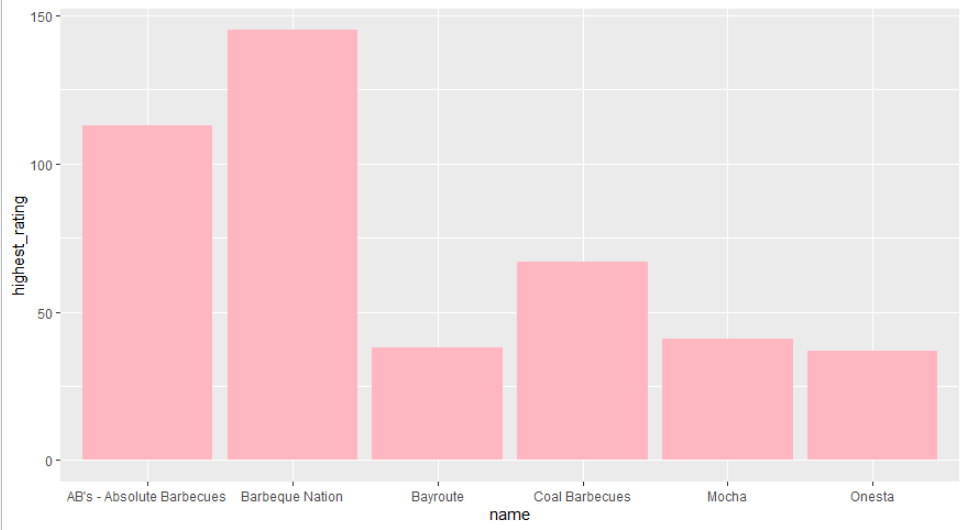 150
100
50
0
highest_rating
AB's - Absolute Barbecues
Barbeque Nation
Bayroute
Coal Barbecues
Mocha
Onesta
name